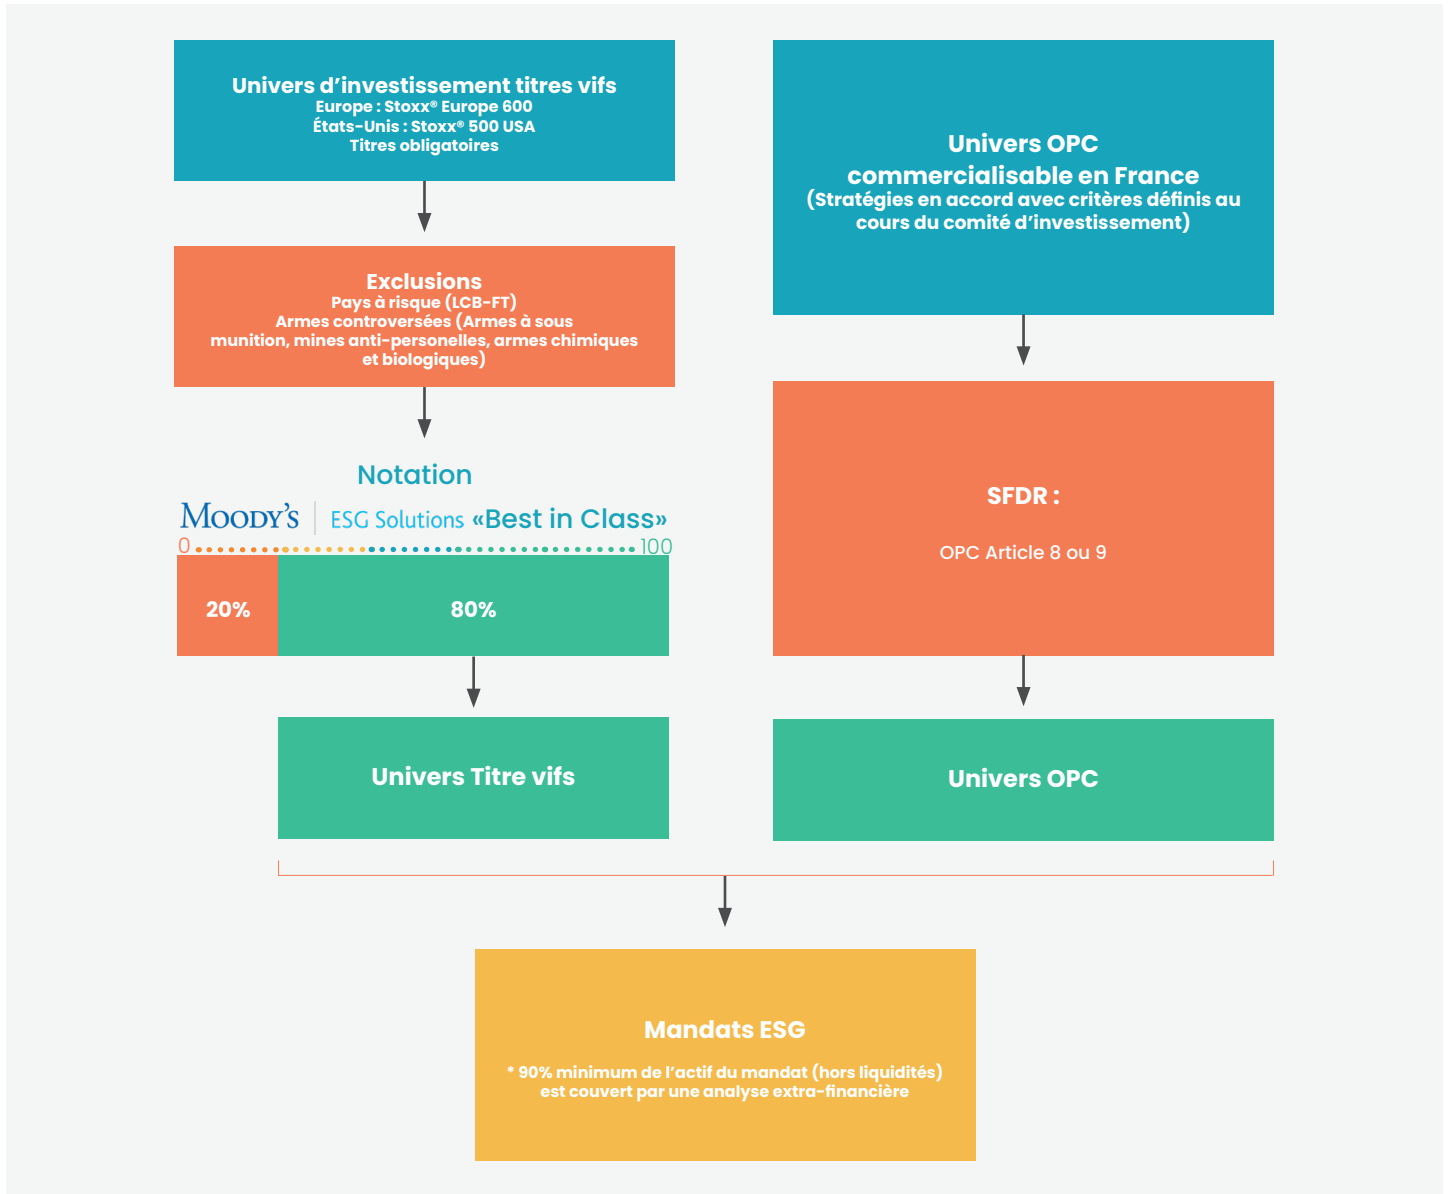 Univers d’investissement titres vifs
Europe : Stoxx® Europe 600
États-Unis : Stoxx® 500 USA
Titres obligatoires
Exclusions
Pays à risque (LCB-FT)
Armes controversées (Armes à sous
munition, mines anti-personelles, armes chimiques
et biologiques)
Notation
MOODY’S ESG Solutions «Best in Class»
0 100
20% 80%
Univers Titre vifs
Univers OPC
commercialisable en France
(Stratégies en accord avec critères définis au
cours du comité d’investissement)
SFDR :
OPC Article 8 ou 9
Univers OPC
Mandats ESG
* 90% minimum de l’actif du mandat (hors liquidités)
est couvert par une analyse extra-financière